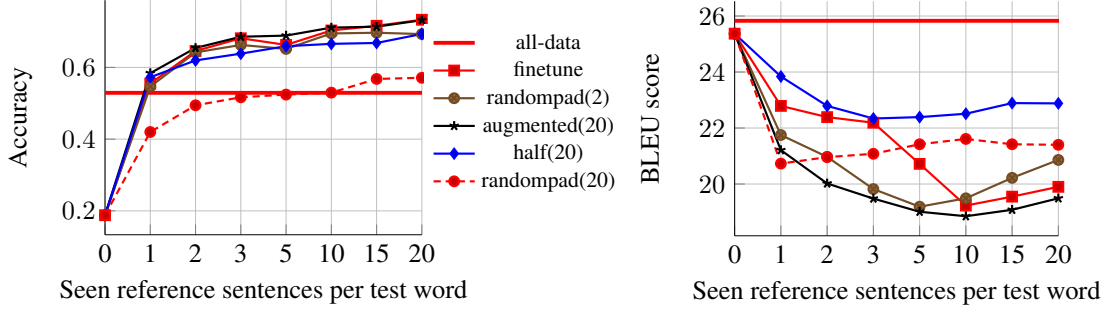 Accuracy
0.6
0.4
0.2
0 1 2 3 5 10 15 20
Seen reference sentences per test word
all-data
finetune
randompad(2)
augmented(20)
half(20)
randompad(20)
BLEU score
26
24
22
20
0 1 2 3 5 10 15 20
Seen reference sentences per test word